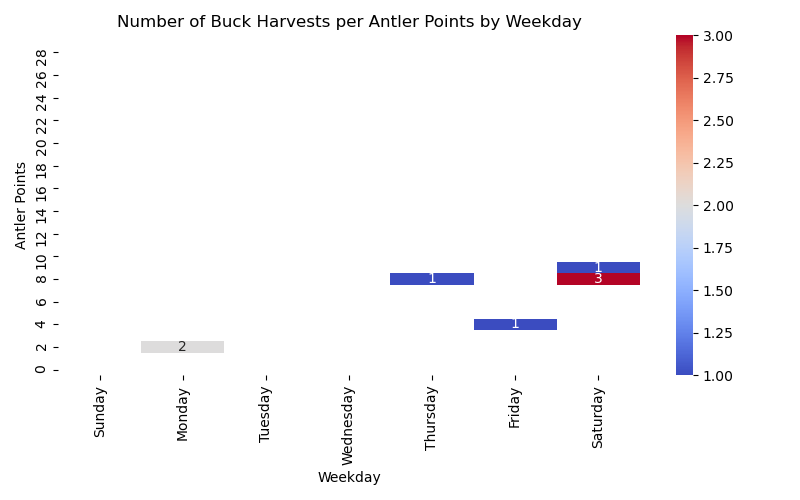 Number of Buck Harvests per Antler Points by Weekday
Antler Points
28
26
24
22
20
18
16
14
12
10
8
6
4
2
0
1
1
3
1
2
Sunday
Monday
Tuesday
Wednesday
Thursday
Friday
Saturday
Weekday
3.00
2.75
2.50
2.25
2.00
1.75
1.50
1.25
1.00